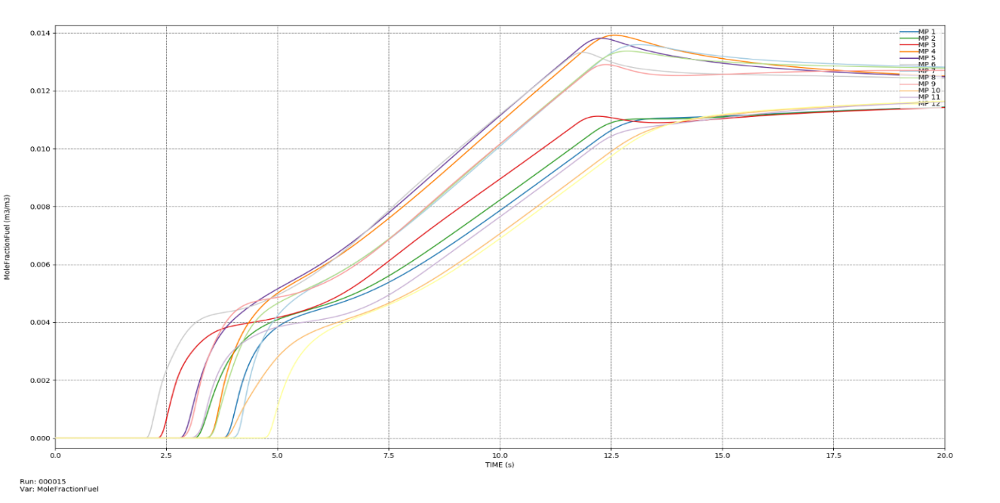 0.014
0.012
0.010
0.008
0.006
0.004
0.002
0.000
MoleFractionFuel (m3/m3)
0.0
2.5
5.0
7.5
10.0
12.5
15.0
17.5
20.0
TIME (s)
MP 1
MP 2
MP 3
MP 4
MP 5
MP 6
MP 7
MP 8
MP 9
MP 10
MP 11
MP 12
Run: 000015
Var: MoleFractionFuel